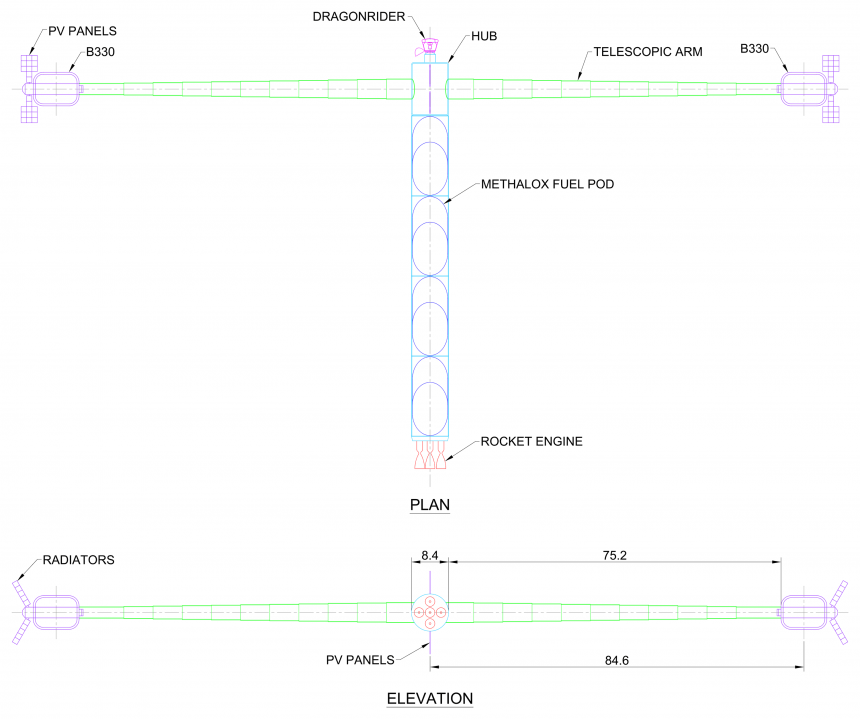 DRAGONRIDER
PV PANELS
HUB
B330
TELESCOPIC ARM
B330
METHALOX FUEL POD
ROCKET ENGINE
PLAN
RADIATORS
8.4
75.2
PV PANELS
84.6
ELEVATION